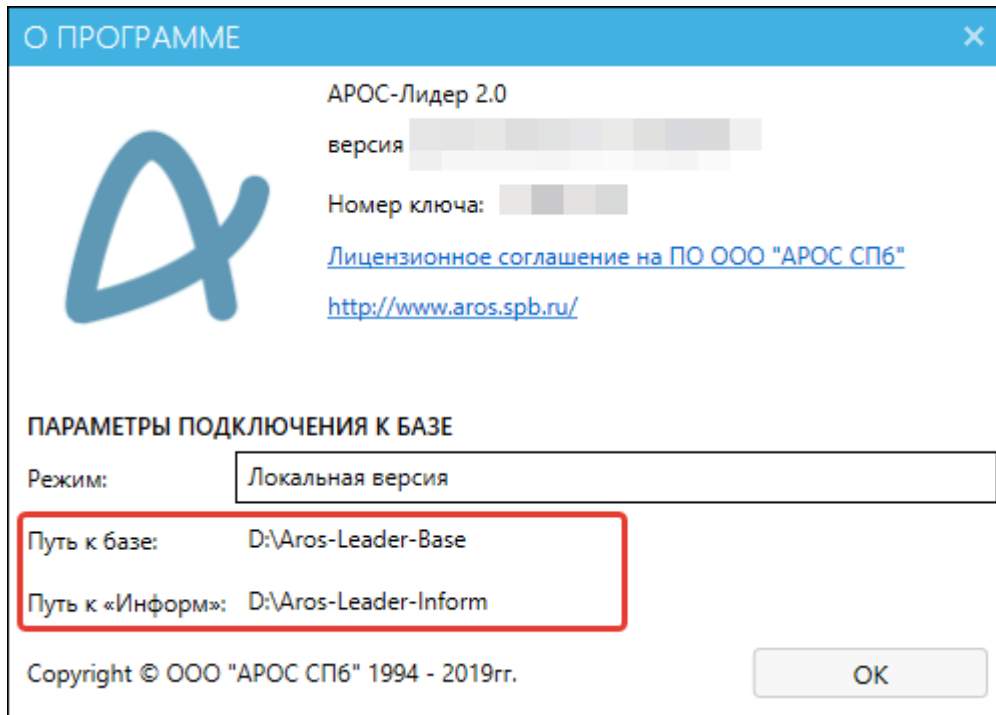 О ПРОГРАММЕ
АРОС-Лидер 2.0
версия
Номер ключа:
Лицензионное соглашение на ПО ООО "АРОС СПб"
http://www.aros.spb.ru/
ПАРАМЕТРЫ ПОДКЛЮЧЕНИЯ К БАЗЕ
Режим: Локальная версия
Путь к базе: D:\Aros-Leader-Base
Путь к «Информ»: D:\Aros-Leader-Inform
Copyright © ООО "АРОС СПб" 1994 - 2019гг. OK